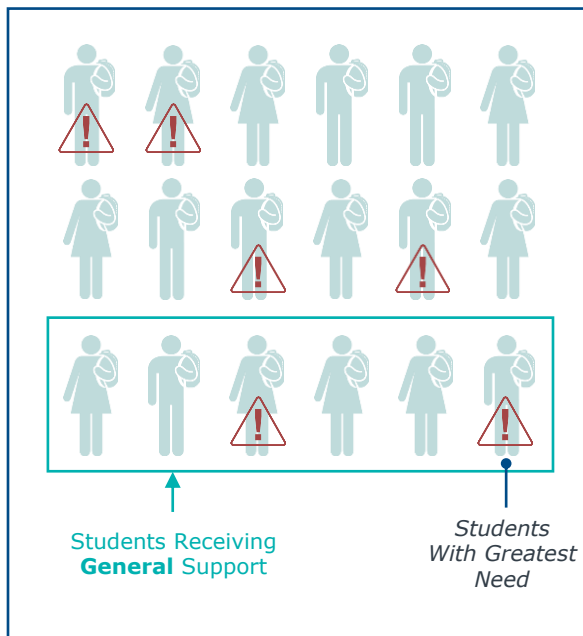 Students Receiving
General Support
Students
With Greatest
Need